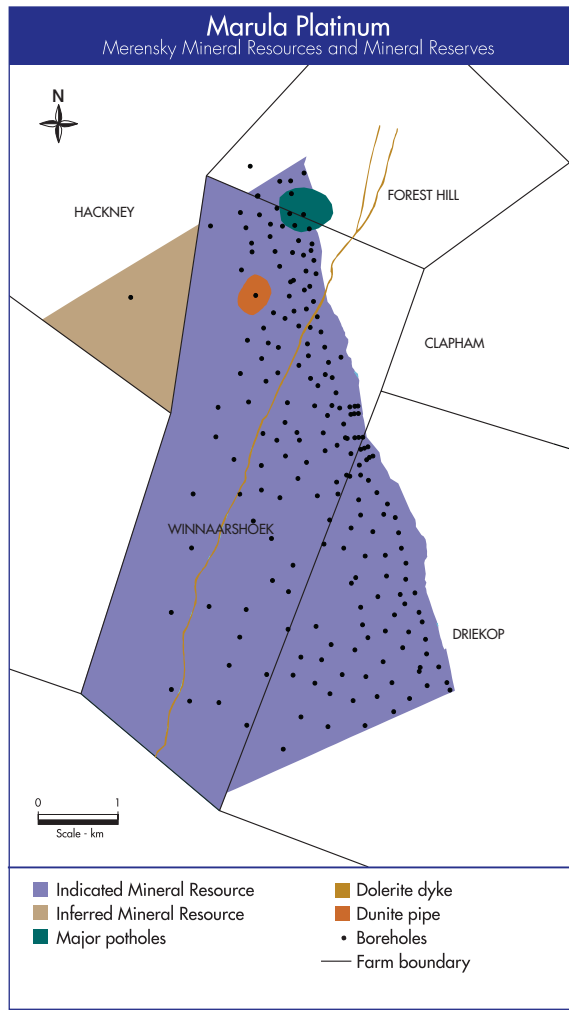 Marula Platinum
Merensky Mineral Resources and Mineral Reserves
N
HACKNEY
FOREST HILL
CLAPHAM
WINNAARSHOEK
DRIEKOP
0 1
Scale - km
Indicated Mineral Resource
Inferred Mineral Resource
Major potholes
Dolerite dyke
Dunite pipe
Boreholes
Farm boundary